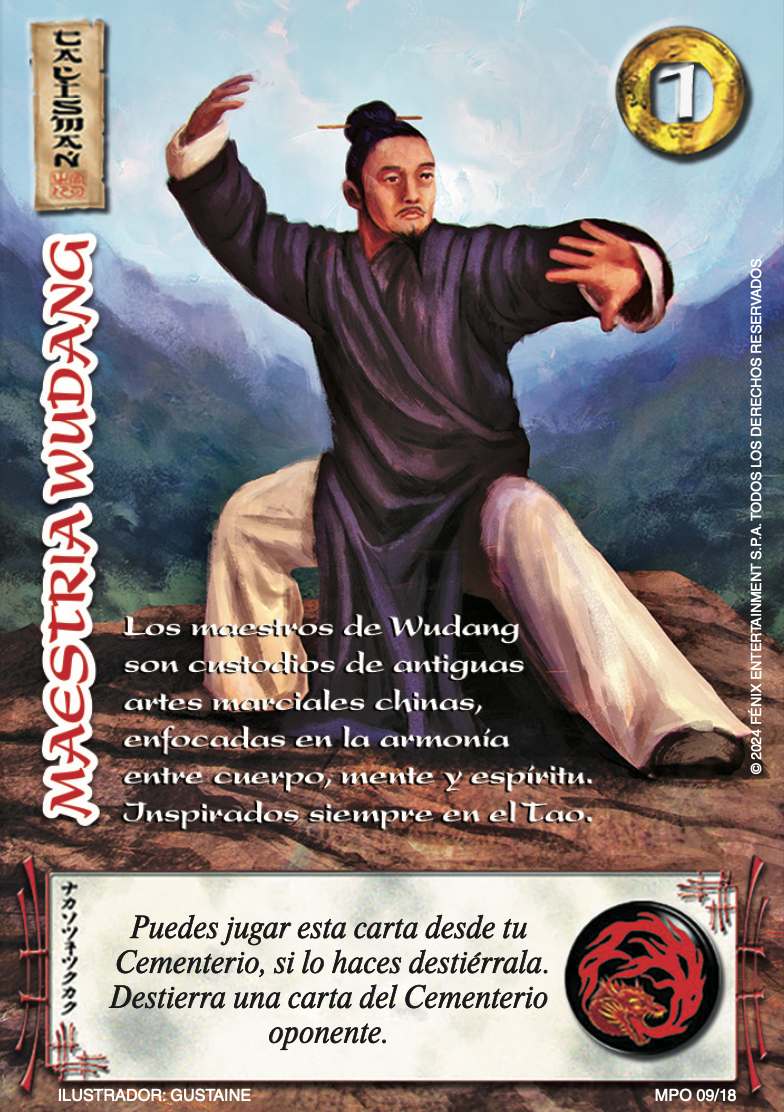 TALISMAN
1
MAESTRIA WUDANG
Los maestros de Wudang
son custodios de antiguas
artes marciales chinas,
enfocadas en la armonía
entre cuerpo, mente y espíritu.
Inspirados siempre en el Tao.
© 2024 FÉNIX ENTERTAINMENT S.P.A. TODOS LOS DERECHOS RESERVADOS
ナカソツネツクカク
Puedes jugar esta carta desde tu
Cementerio, si lo haces destiérrala.
Destierra una carta del Cementerio
oponente.
ILUSTRADOR: GUSTAINE
MPO 09/18